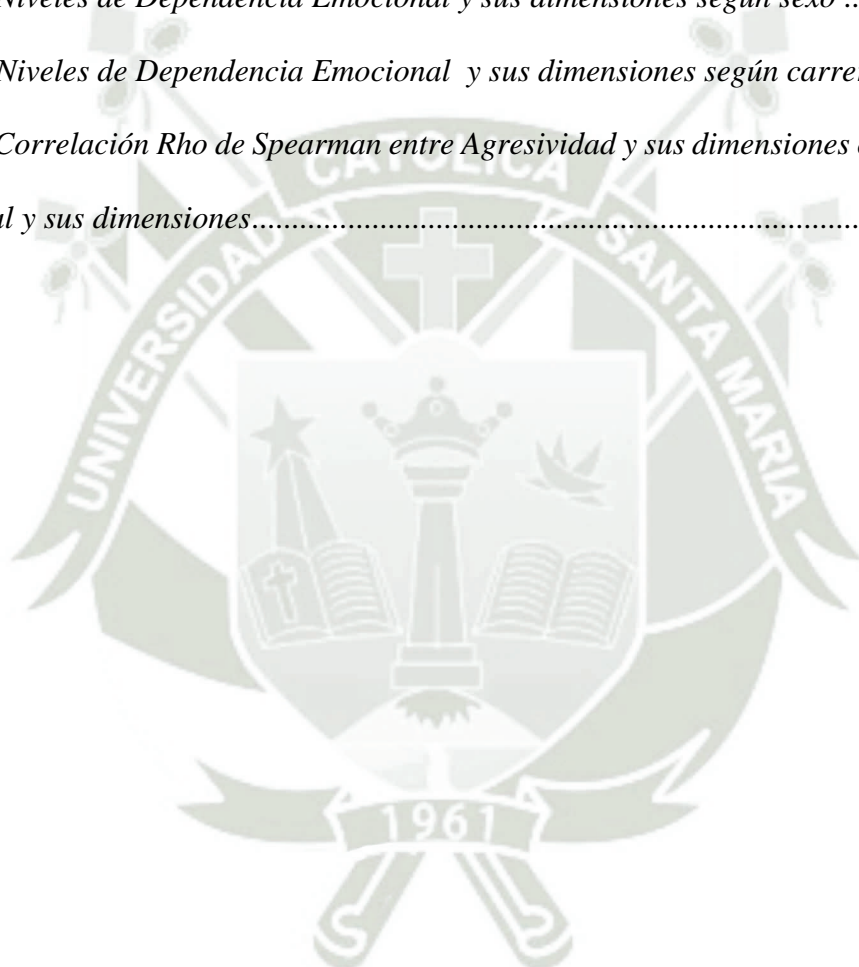 Niveles de Dependencia Emocional y sus dimensiones según sexo ..
Niveles de Dependencia Emocional y sus dimensiones según carre
Correlación Rho de Spearman entre Agresividad y sus dimensiones
l y sus dimensiones................................................................................
UNIVERSIDAD CATOLICA SANTA MARIA
1961